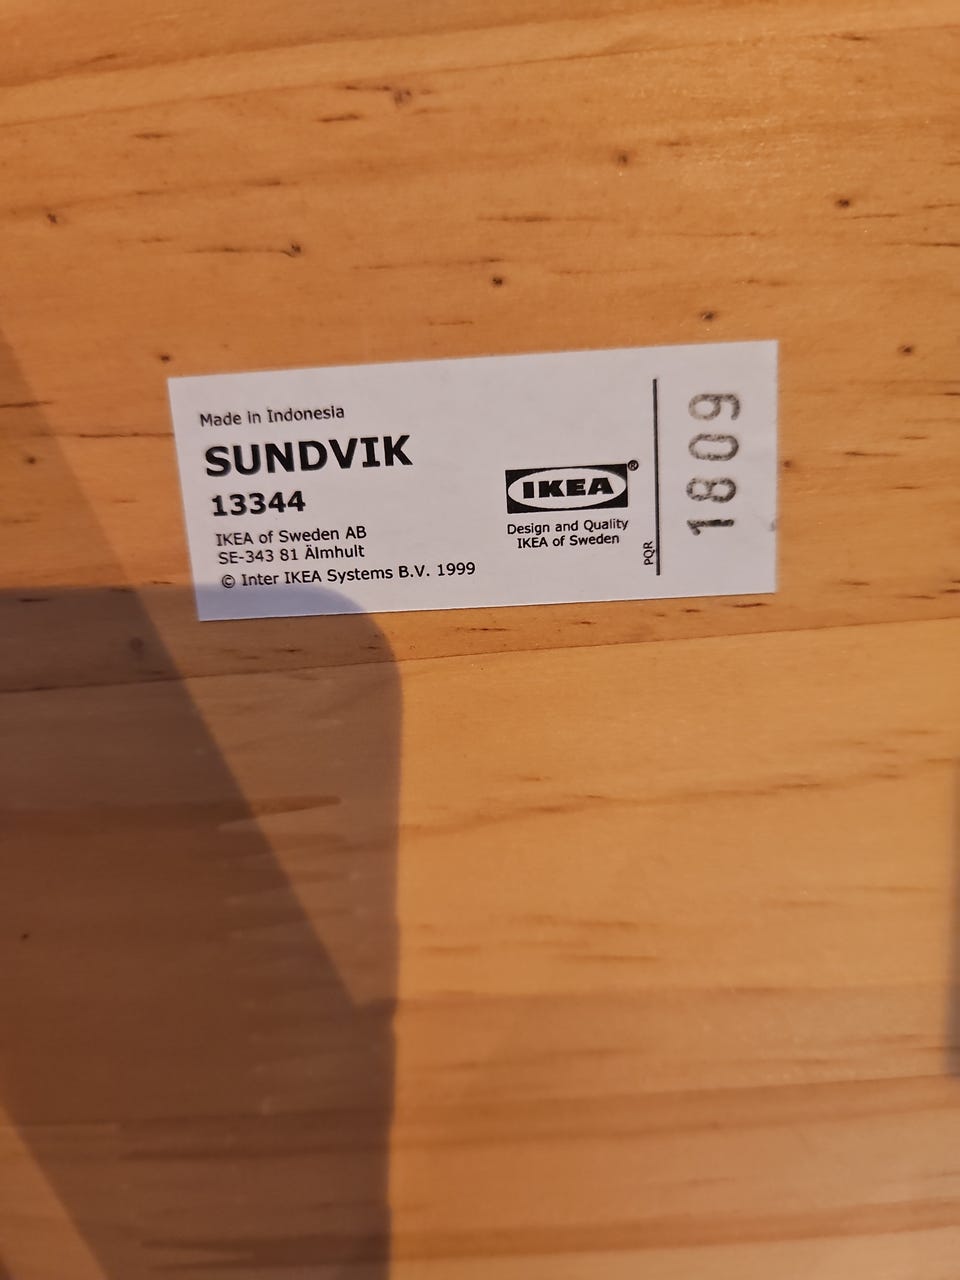 Made in Indonesia
SUNDVIK
13344
IKEA of Sweden AB
SE-343 81 Älmhult
© Inter IKEA Systems B.V. 1999
IKEA®
Design and Quality
IKEA of Sweden
PQR
1809